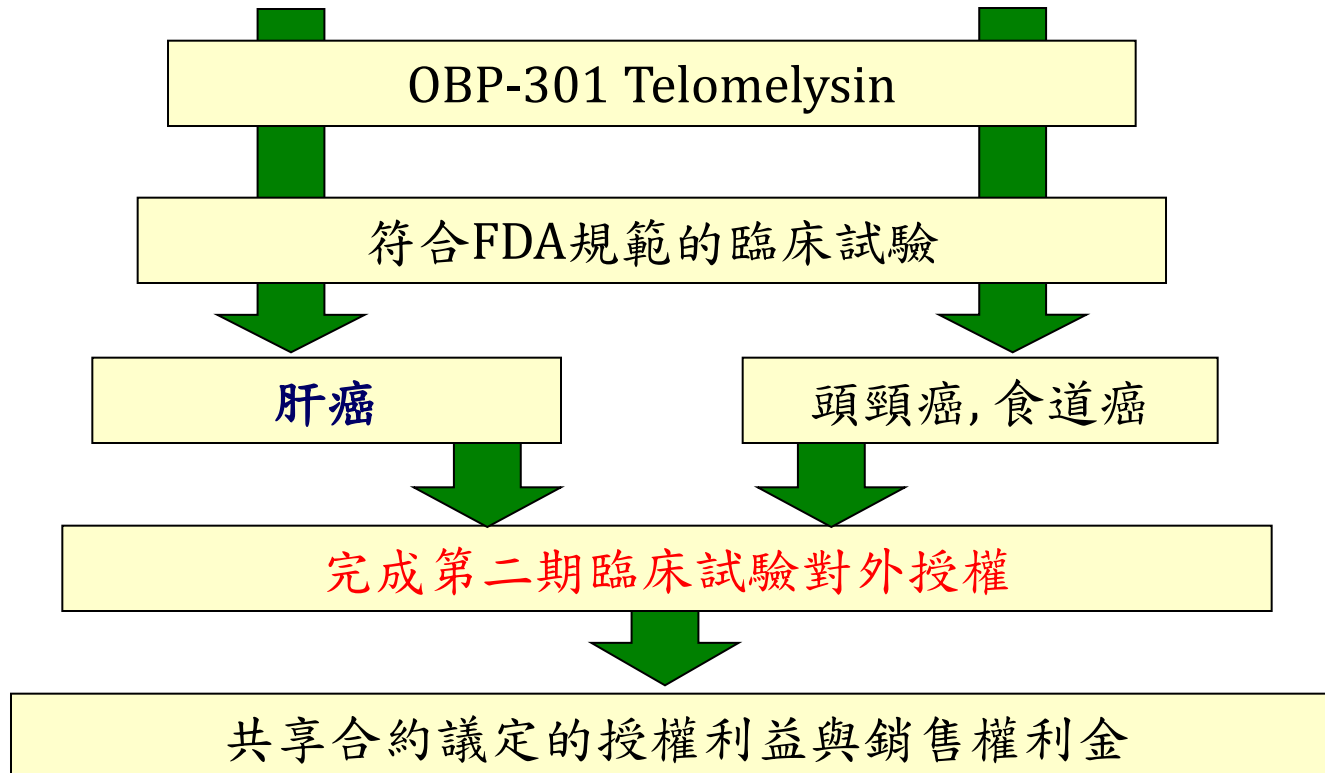 OBP-301 Telomelysin
符合FDA規範的臨床試驗
肝癌
頭頸癌, 食道癌
完成第二期臨床試驗對外授權
共享合約議定的授權利益與銷售權利金